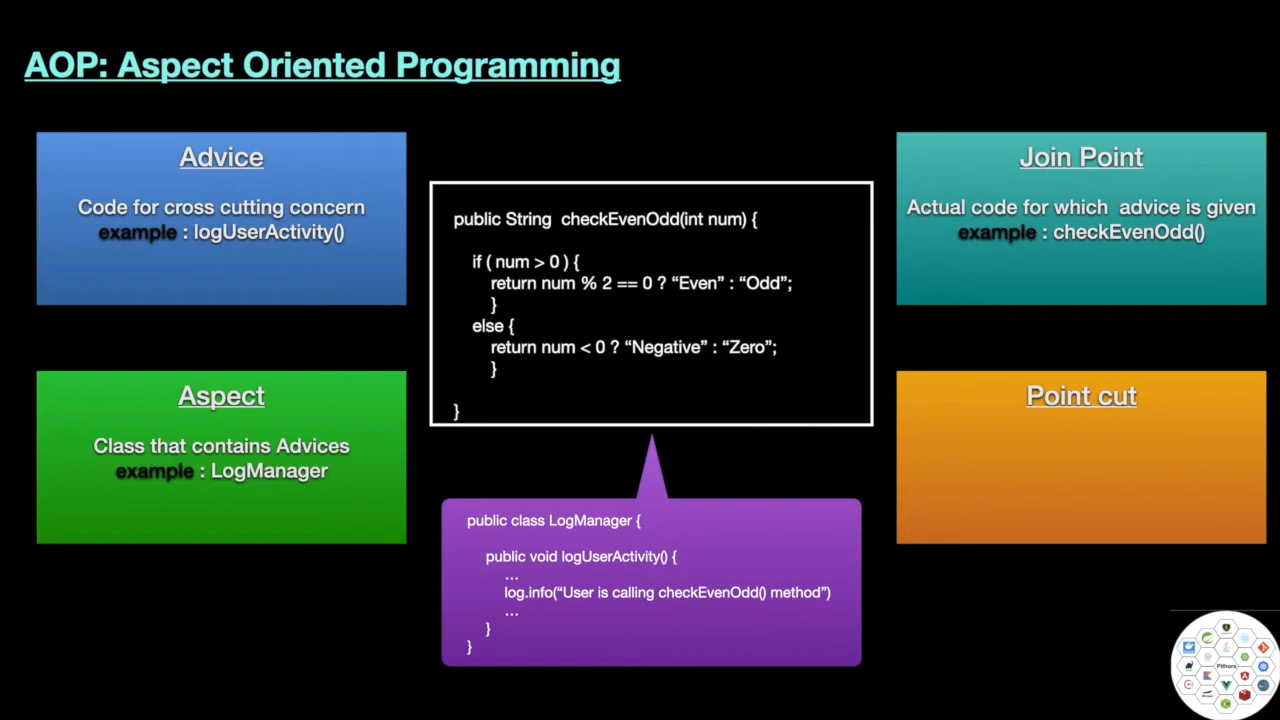 AOP: Aspect Oriented Programming
Advice
Code for cross cutting concern
example : logUserActivity()
Aspect
Class that contains Advices
example : LogManager
public String checkEvenOdd(int num) {
if ( num > 0 ) {
return num % 2 == 0 ? “Even” : “Odd”;
}
else {
return num < 0 ? “Negative” : “Zero”;
}
}
public class LogManager {
public void logUserActivity() {
...
log.info(“User is calling checkEvenOdd() method”)
...
}
}
Join Point
Actual code for which advice is given
example : checkEvenOdd()
Point cut
Pithora